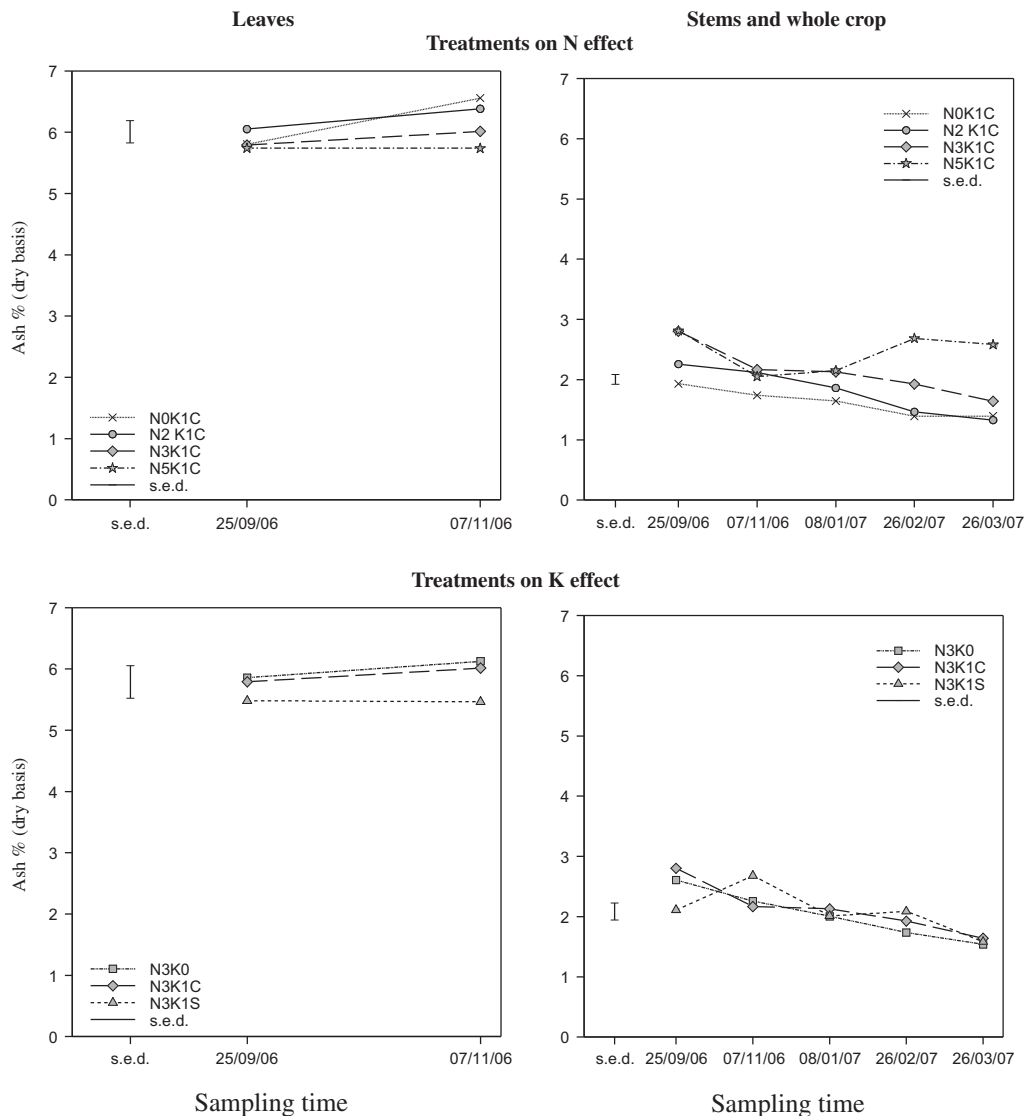 Leaves
Stems and whole crop
Treatments on N effect
Ash % (dry basis)
7
6
5
4
3
2
1
0
N0K1C
N2 K1C
N3K1C
N5K1C
s.e.d.
s.e.d.
25/09/06
07/11/06
7
6
5
4
3
2
1
0
N0K1C
N2 K1C
N3K1C
N5K1C
s.e.d.
s.e.d.
25/09/06
07/11/06
08/01/07
26/02/07
26/03/07
Treatments on K effect
Ash % (dry basis)
7
6
5
4
3
2
1
0
N3K0
N3K1C
N3K1S
s.e.d.
s.e.d.
25/09/06
07/11/06
Sampling time
7
6
5
4
3
2
1
0
N3K0
N3K1C
N3K1S
s.e.d.
s.e.d.
25/09/06
07/11/06
08/01/07
26/02/07
26/03/07
Sampling time